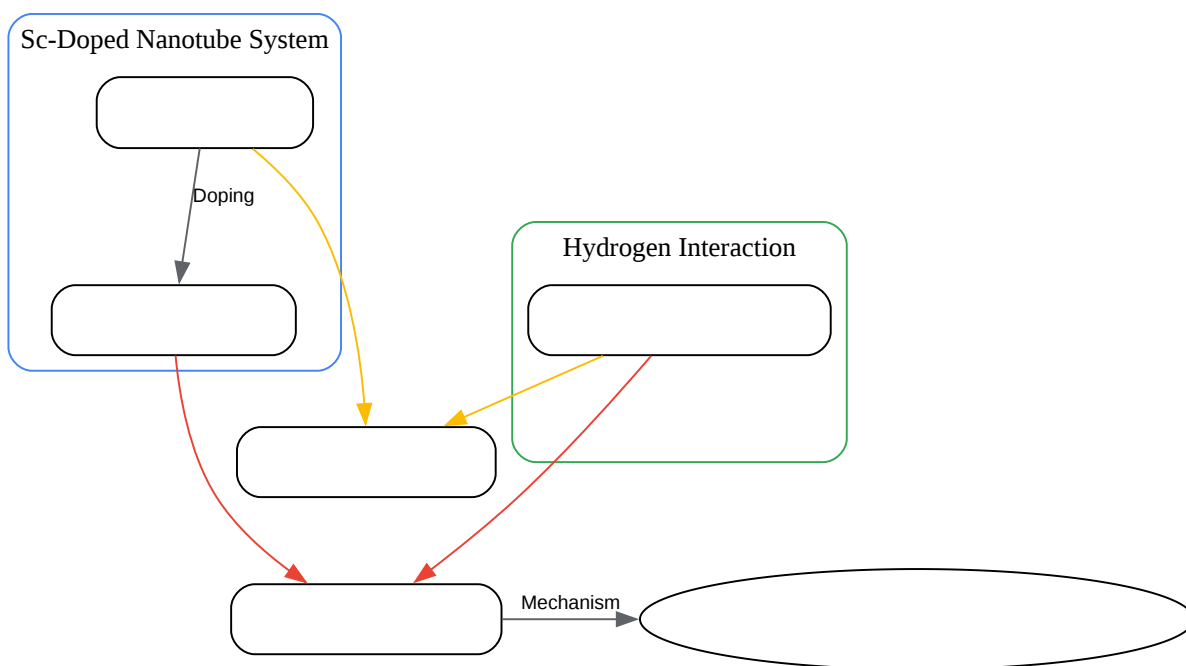 Sc-Doped Nanotube System
Doping
Hydrogen Interaction
Mechanism